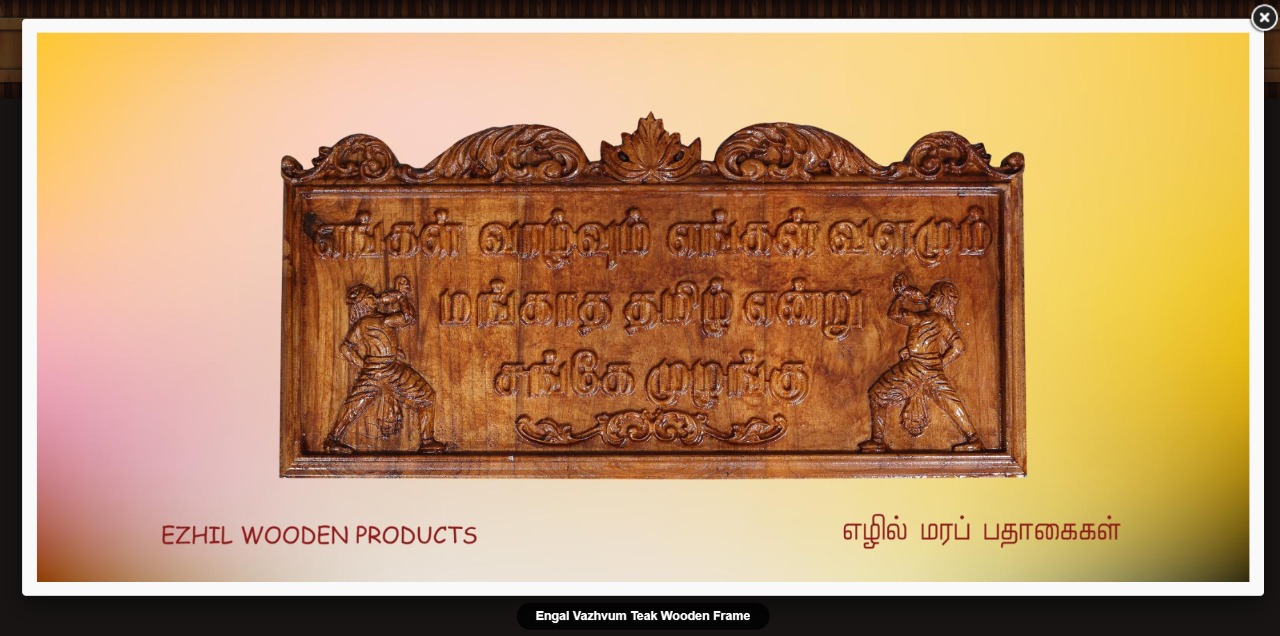 எங்கள் வாழ்வும் எங்கள் வளமும்
மங்காத தமிழ் என்று
சங்கே முழங்கு
EZHIL WOODEN PRODUCTS
எழில் மரப் பதாகைகள்
Engal Vazhvum Teak Wooden Frame